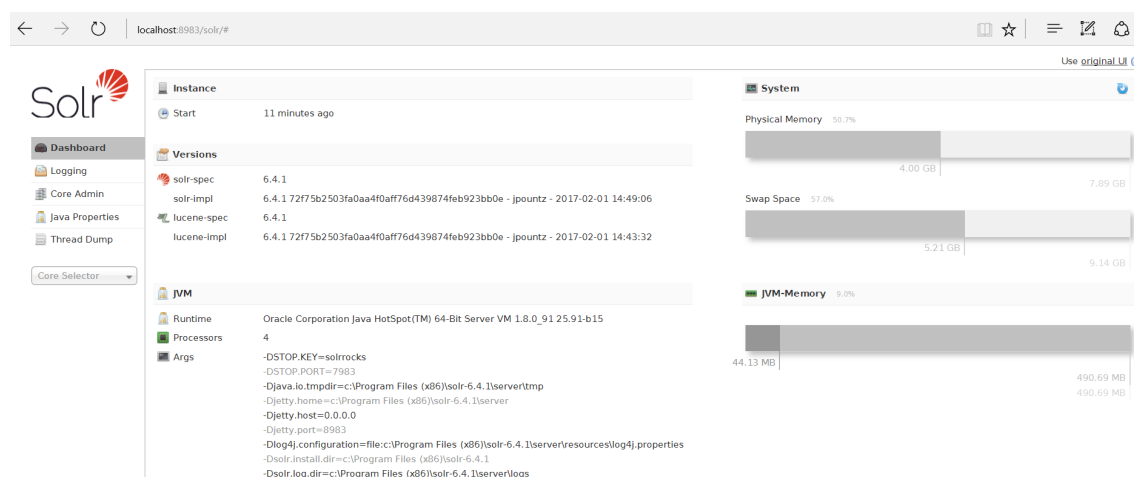 localhost:8983/solr/#
Use original UI
Solr
Dashboard
Logging
Core Admin
Java Properties
Thread Dump
Core Selector
Instance
Start 11 minutes ago
Versions
solr-spec 6.4.1
solr-impl 6.4.1 72f75b2503fa0aa4f0aff76d439874feb923bb0e - jpountz - 2017-02-01 14:49:06
lucene-spec 6.4.1
lucene-impl 6.4.1 72f75b2503fa0aa4f0aff76d439874feb923bb0e - jpountz - 2017-02-01 14:43:32
JVM
Runtime Oracle Corporation Java HotSpot(TM) 64-Bit Server VM 1.8.0_91 25.91-b15
Processors 4
Args -DSTOP.KEY=solrrocks
-DSTOP.PORT=7983
-Djava.io.tmpdir=c:\Program Files (x86)\solr-6.4.1\server\tmp
-Djetty.home=c:\Program Files (x86)\solr-6.4.1\server
-Djetty.host=0.0.0.0
-Djetty.port=8983
-Dlog4j.configuration=file:c:\Program Files (x86)\solr-6.4.1\server\resources\log4j.properties
-Dsolr.install.dir=c:\Program Files (x86)\solr-6.4.1
-Dsolr.log.dir=c:\Program Files (x86)\solr-6.4.1\server\logs
System
Physical Memory 50.7%
4.00 GB
7.89 GB
Swap Space 57.0%
5.21 GB
9.14 GB
JVM-Memory 9.0%
44.13 MB
490.69 MB
490.69 MB